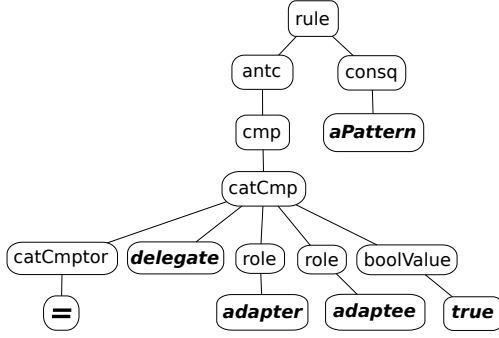 rule
antc consq
cmp aPattern
catCmp
catCmptor delegate role role boolValue
= adapter adaptee true